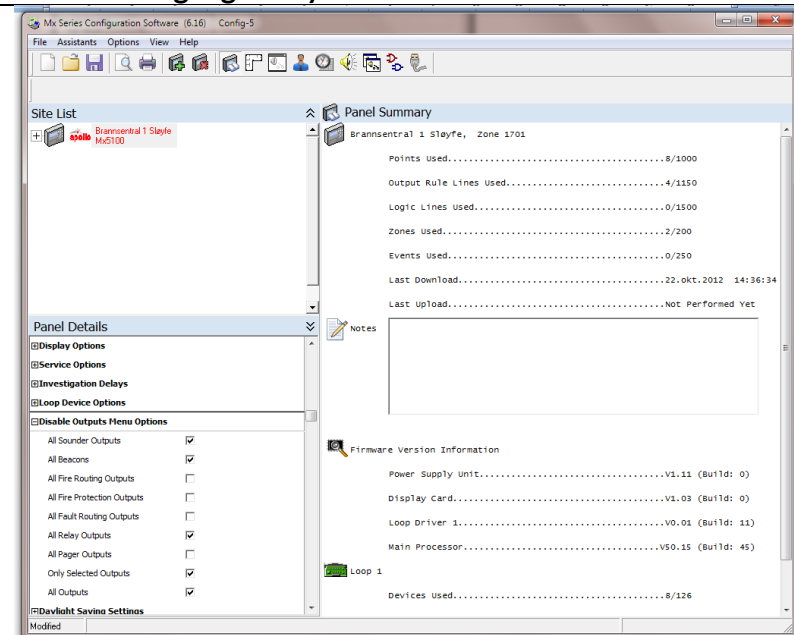 Mx Series Configuration Software (6.16) Config-5
File Assistants Options View Help
Site List
apollo
Brannsentral 1 Sløyfe
Mx5100
Panel Details
Display Options
Service Options
Investigation Delays
Loop Device Options
Disable Outputs Menu Options
All Sounder Outputs
All Beacons
All Fire Routing Outputs
All Fire Protection Outputs
All Fault Routing Outputs
All Relay Outputs
All Pager Outputs
Only Selected Outputs
All Outputs
Daylight Saving Settings
Panel Summary
Brannsentral 1 Sløyfe, Zone 1701
Points Used.......................................8/1000
Output Rule Lines Used............................4/1150
Logic Lines Used..................................0/1500
Zones Used........................................2/200
Events Used.......................................0/250
Last Download.....................................22.okt.2012 14:36:34
Last Upload.......................................Not Performed Yet
Notes
Firmware Version Information
Power Supply Unit.................................V1.11 (Build: 0)
Display Card......................................V1.03 (Build: 0)
Loop Driver 1.....................................V0.01 (Build: 11)
Main Processor....................................V50.15 (Build: 45)
Loop 1
Devices Used......................................8/126
Modified